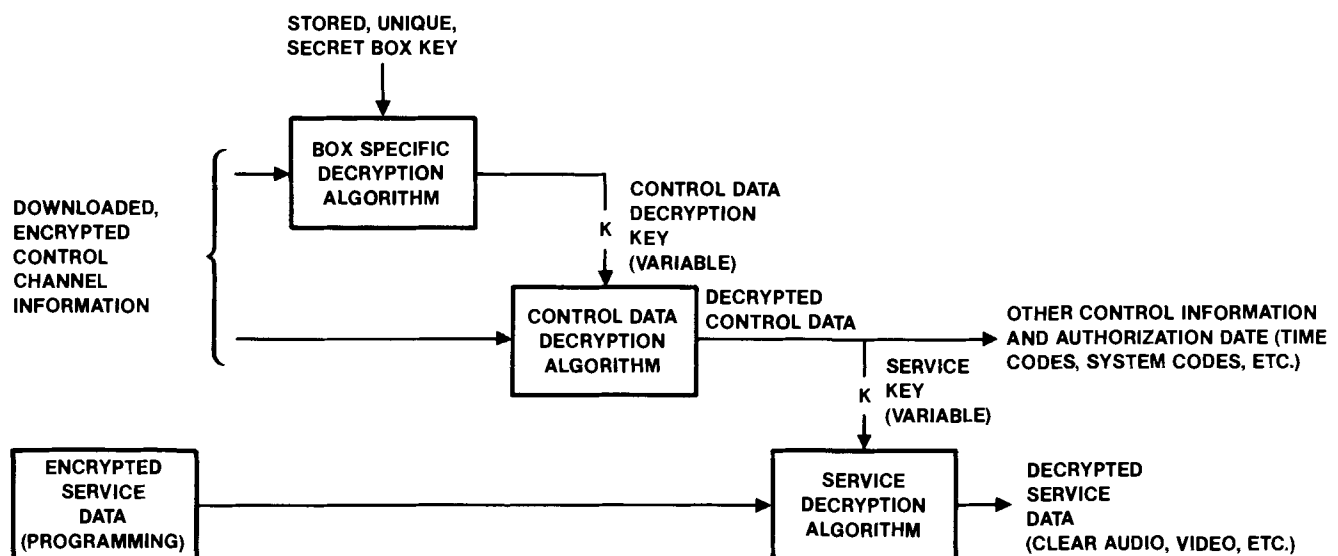 STORED, UNIQUE,
SECRET BOX KEY
BOX SPECIFIC
DECRYPTION
ALGORITHM
DOWNLOADED,
ENCRYPTED
CONTROL
CHANNEL
INFORMATION
K
CONTROL DATA
DECRYPTION
KEY
(VARIABLE)
CONTROL DATA
DECRYPTION
ALGORITHM
DECRYPTED
CONTROL DATA
OTHER CONTROL INFORMATION
AND AUTHORIZATION DATE (TIME
CODES, SYSTEM CODES, ETC.)
K
SERVICE
KEY
(VARIABLE)
ENCRYPTED
SERVICE
DATA
(PROGRAMMING)
SERVICE
DECRYPTION
ALGORITHM
DECRYPTED
SERVICE
DATA
(CLEAR AUDIO, VIDEO, ETC.)